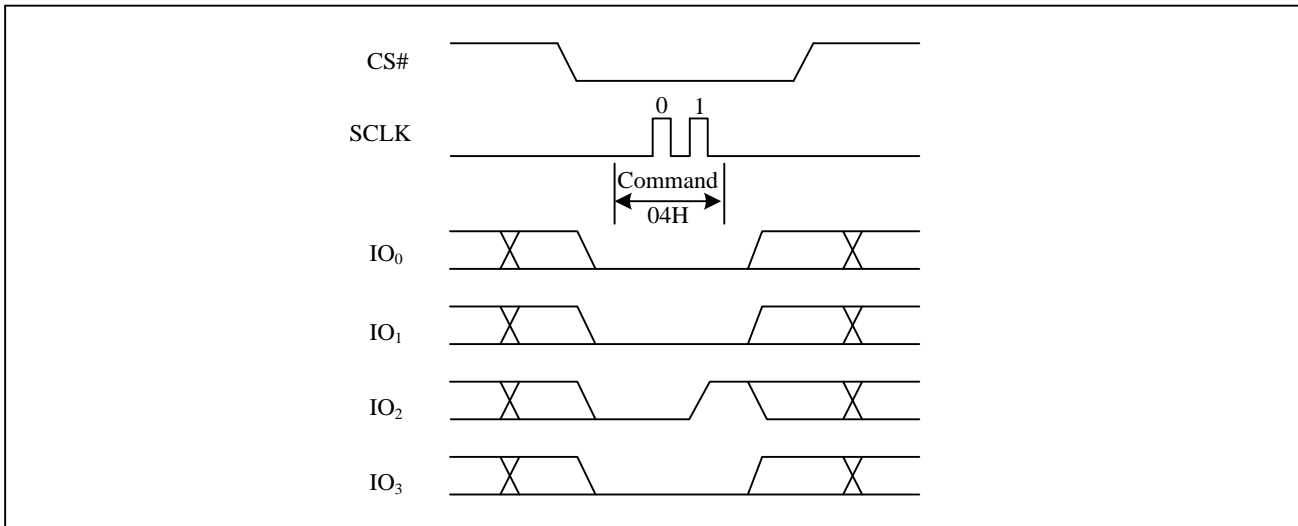 CS#
0 1
SCLK
Command
04H
IO₀
IO₁
IO₂
IO₃